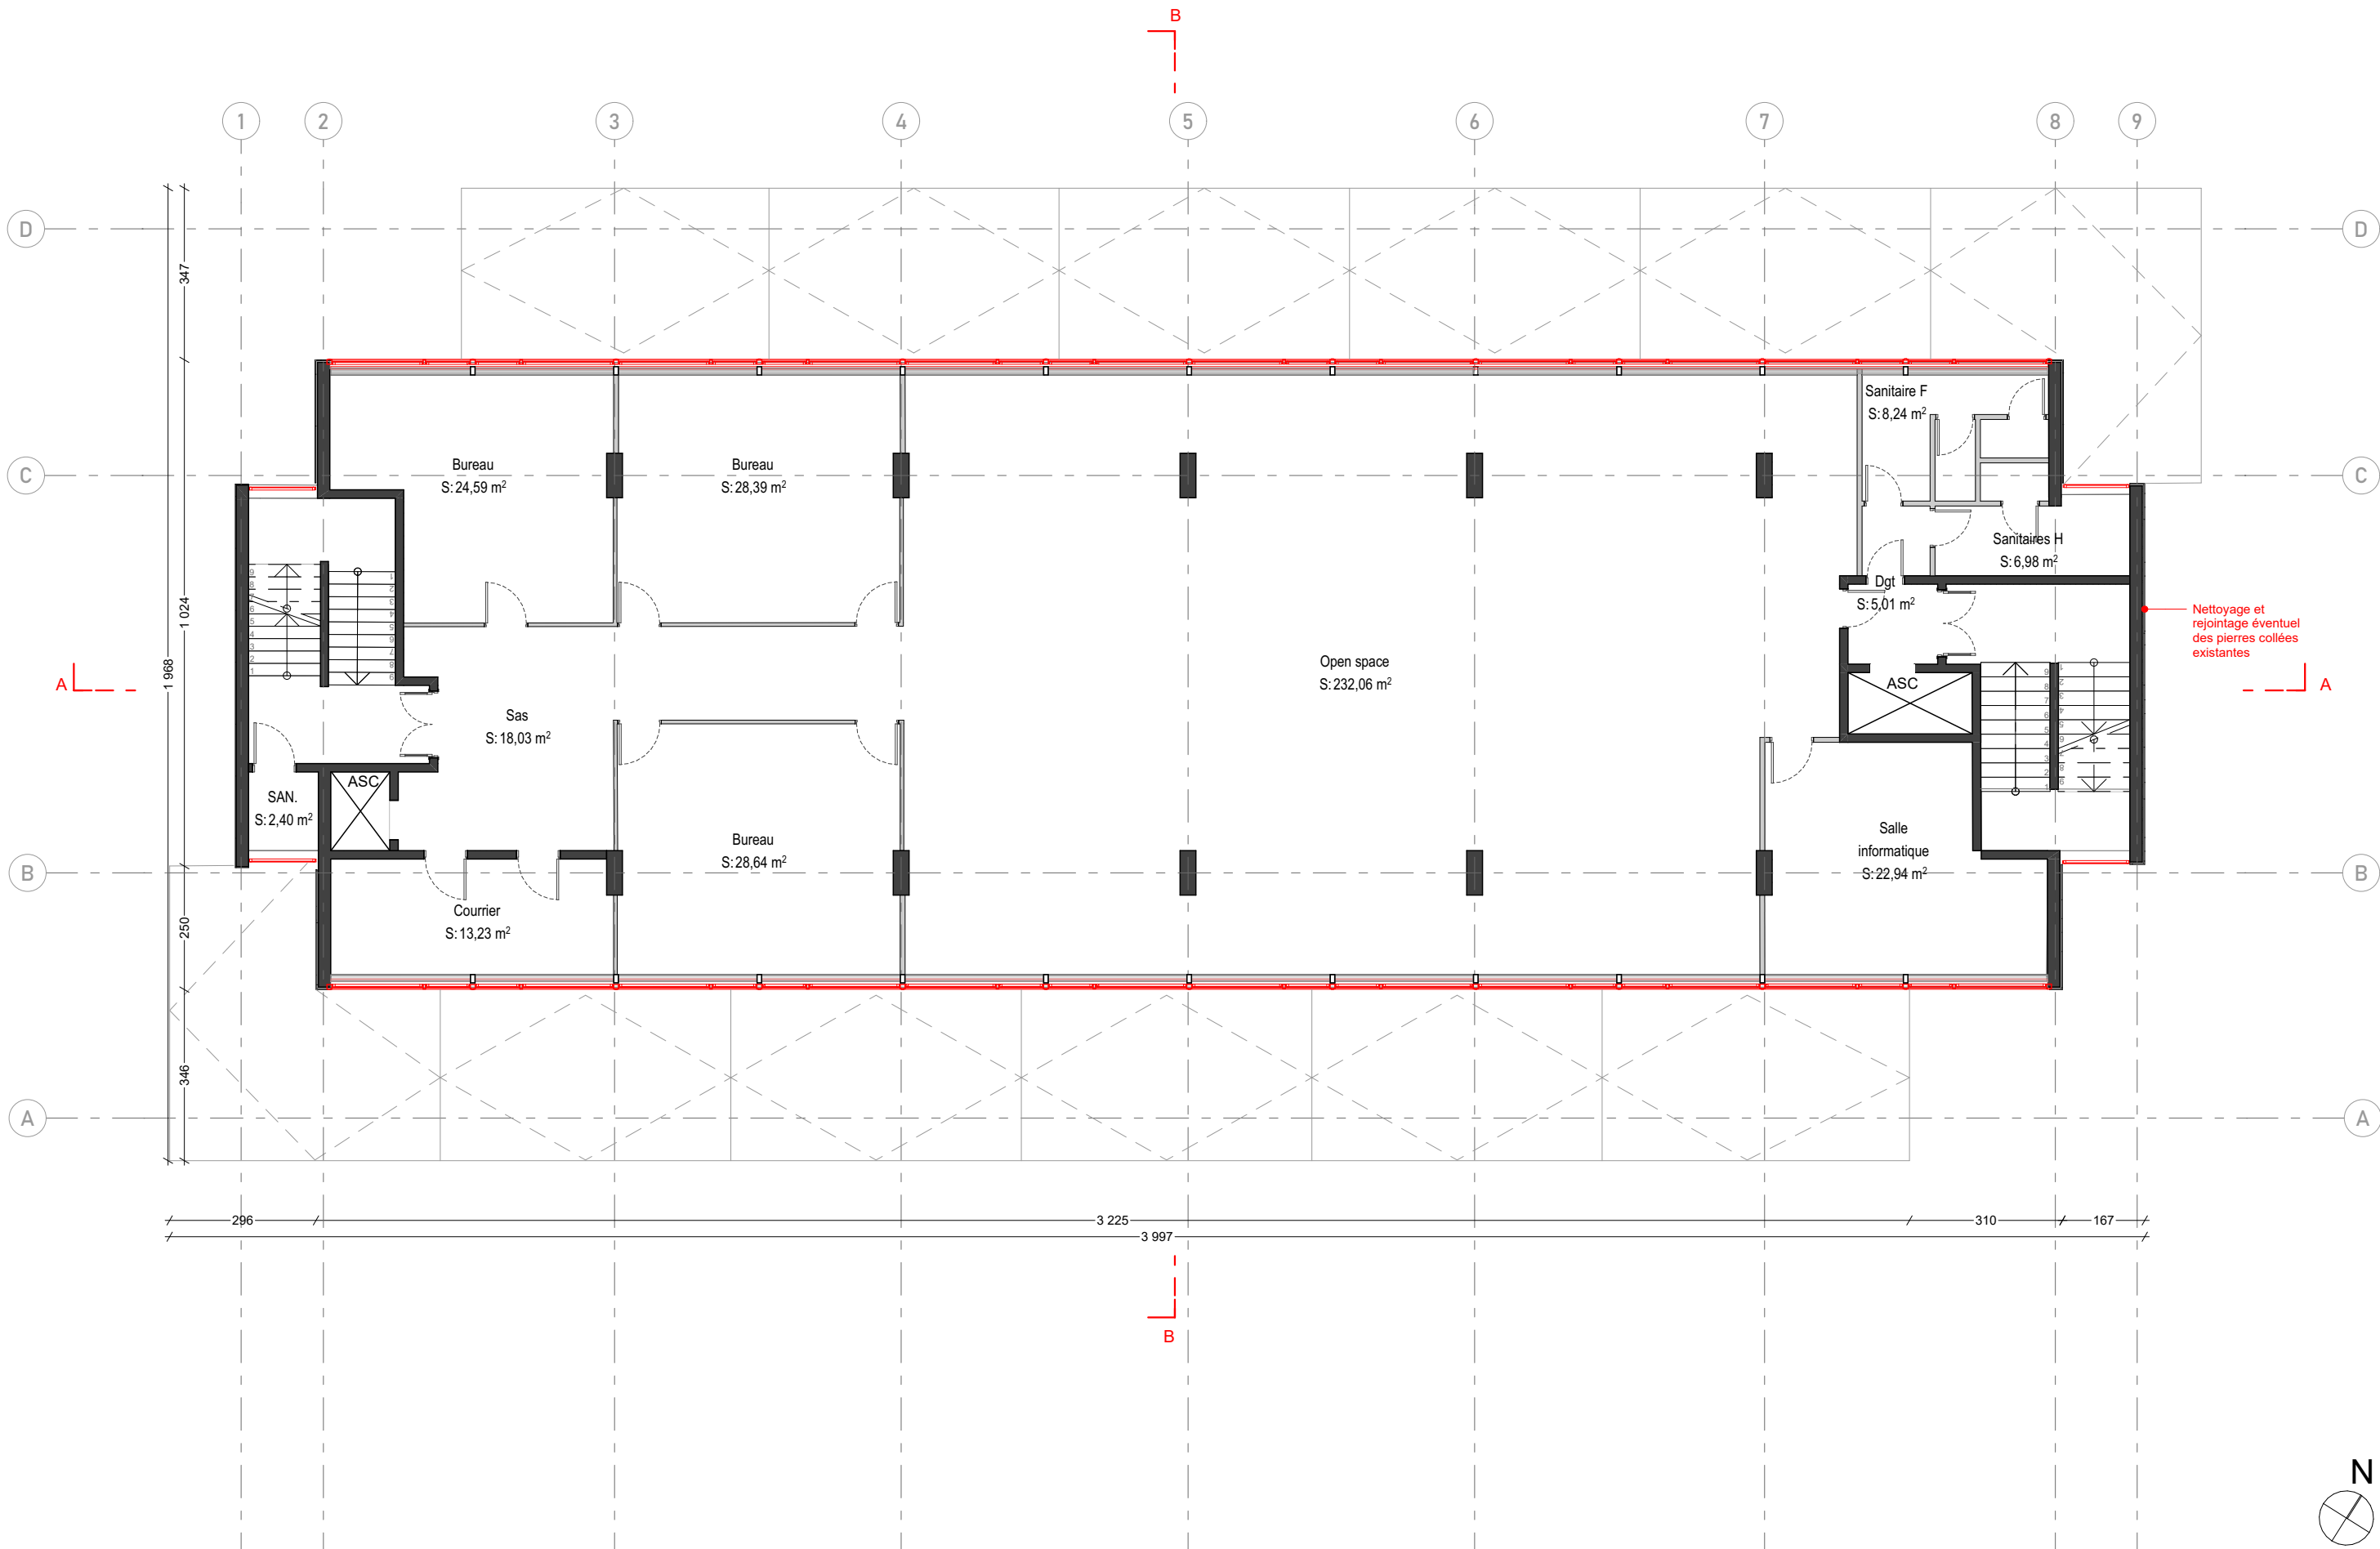 B
1
2
3
4
5
6
7
8
9
D
D
347
Sanitaire F
S: 8,24 m²
Bureau
S: 24,59 m²
Bureau
S: 28,39 m²
C
C
Sanitaires H
S: 6,98 m²
Dgt
S: 5,01 m²
1 024
1 968
Nettoyage et
rejointage éventuel
des pierres collées
existantes
Open space
S: 232,06 m²
A
A
ASC
Sas
S: 18,03 m²
ASC
SAN.
S: 2,40 m²
Bureau
S: 28,64 m²
Salle
informatique
S: 22,94 m²
B
B
Courrier
S: 13,23 m²
250
346
A
A
296
3 225
310
167
3 997
B
N